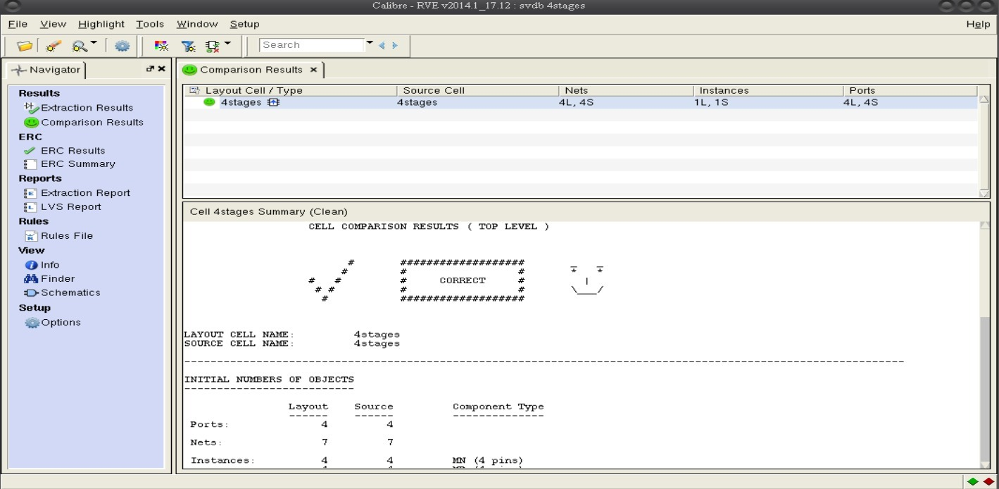 Calibre - RVE v2014.1_17.12 : svdb 4stages
File View Highlight Tools Window Setup Help
Search
Navigator
Results
Extraction Results
Comparison Results
ERC
ERC Results
ERC Summary
Reports
Extraction Report
LVS Report
Rules
Rules File
View
Info
Finder
Schematics
Setup
Options
Comparison Results
Layout Cell / Type Source Cell Nets Instances Ports
4stages 4stages 4L, 4S 1L, 1S 4L, 4S
Cell 4stages Summary (Clean)
CELL COMPARISON RESULTS ( TOP LEVEL )
CORRECT
LAYOUT CELL NAME: 4stages
SOURCE CELL NAME: 4stages
INITIAL NUMBERS OF OBJECTS
Layout Source Component Type
Ports: 4 4
Nets: 7 7
Instances: 4 4 MN (4 pins)